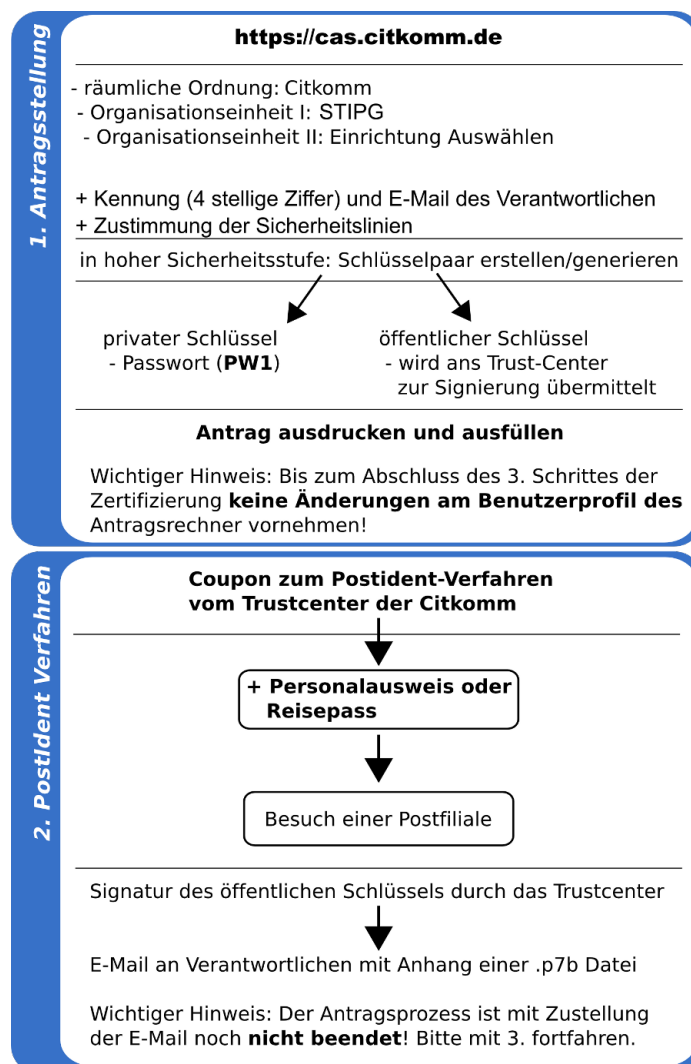 1. Antragsstellung
https://cas.citkomm.de
- räumliche Ordnung: Citkomm
- Organisationseinheit I: STIPG
- Organisationseinheit II: Einrichtung Auswählen
+ Kennung (4 stellige Ziffer) und E-Mail des Verantwortlichen
+ Zustimmung der Sicherheitslinien
in hoher Sicherheitsstufe: Schlüsselpaar erstellen/generieren
privater Schlüssel
- Passwort (PW1)
öffentlicher Schlüssel
- wird ans Trust-Center
zur Signierung übermittelt
Antrag ausdrucken und ausfüllen
Wichtiger Hinweis: Bis zum Abschluss des 3. Schrittes der
Zertifizierung keine Änderungen am Benutzerprofil des
Antragsrechner vornehmen!
2. PostIdent Verfahren
Coupon zum Postident-Verfahren
vom Trustcenter der Citkomm
+ Personalausweis oder
Reisepass
Besuch einer Postfiliale
Signatur des öffentlichen Schlüssels durch das Trustcenter
E-Mail an Verantwortlichen mit Anhang einer .p7b Datei
Wichtiger Hinweis: Der Antragsprozess ist mit Zustellung
der E-Mail noch nicht beendet! Bitte mit 3. fortfahren.